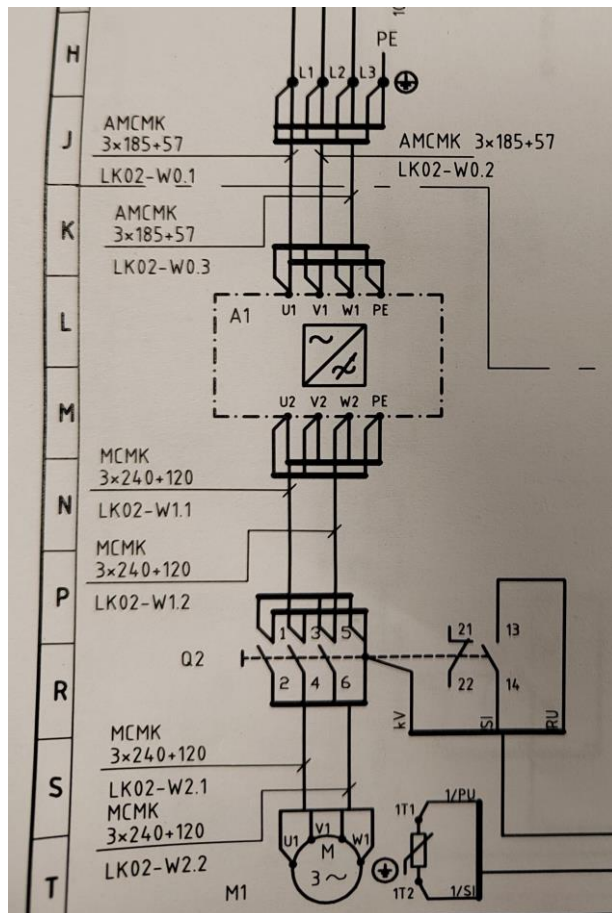 H
PE
L1 L2 L3
J
AMCMK
3×185+57
LK02-W0.1
AMCMK 3×185+57
LK02-W0.2
K
AMCMK
3×185+57
LK02-W0.3
L
A1
U1 V1 W1 PE
M
U2 V2 W2 PE
N
MCMK
3×240+120
LK02-W1.1
MCMK
3×240+120
P
LK02-W1.2
1 3 5
21 13
Q2
R
2 4 6
22 14
kV SI RU
MCMK
3×240+120
S
LK02-W2.1
MCMK
3×240+120
LK02-W2.2
U1 V1 W1
M
3~
1T1 1/PU
1T2 1/SI
T
M1